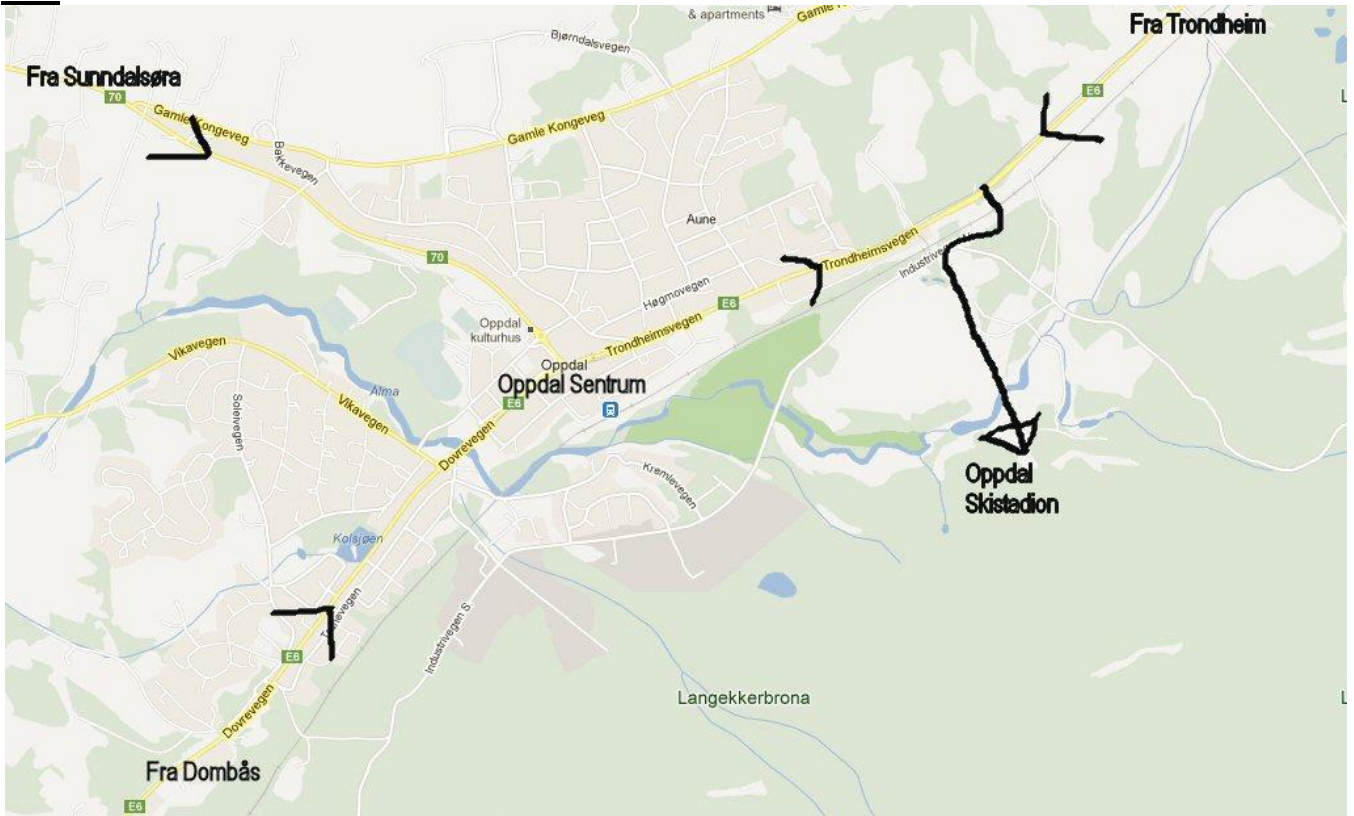 & apartments
Gamle
Fra Trondheim
Bjørndalsvegen
Fra Sunndalsøra
70
E6
Gamle Kongeveg
Gamle Kongeveg
Bakkevegen
Aune
70
Trondheimsvegen
Industrivegen N
Høgmovegen
E6
Oppdal
kulturhus
Trondheimsvegen
Vikavegen
Oppdal
Oppdal Sentrum
Alma
E6
Soleivegen
Vikavegen
Dovrevegen
Kremlevegen
Oppdal
Skistadion
Kolsjøen
Industrivegen S
E6
Langekkerbrona
Dovrevegen
Fra Dombås
E6